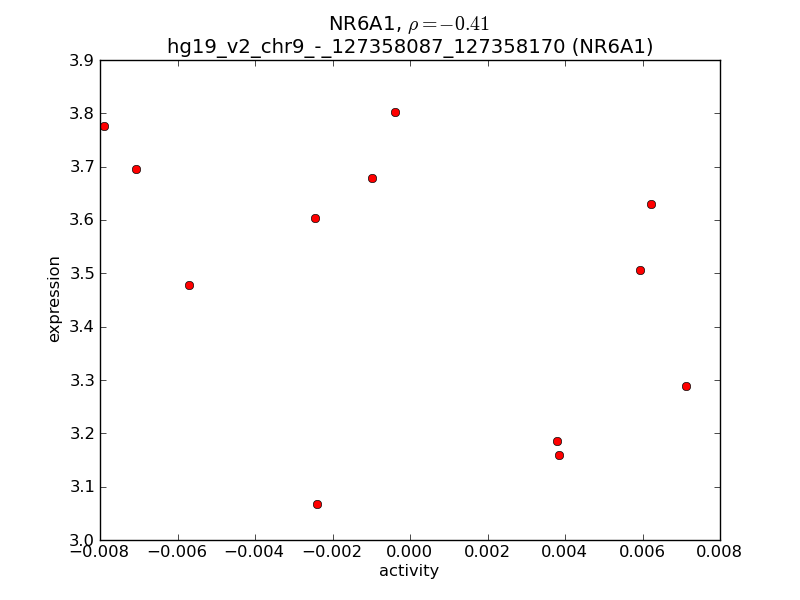 NR6A1, ρ=−0.41
hg19_v2_chr9_-_127358087_127358170 (NR6A1)
3.9
3.8
3.7
3.6
3.5
3.4
3.3
3.2
3.1
3.0
expression
−0.008 −0.006 −0.004 −0.002 0.000 0.002 0.004 0.006 0.008
activity